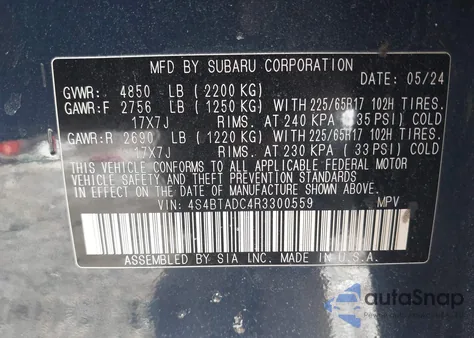 MFD BY SUBARU CORPORATION
DATE: 05/24
GVWR: 4850 LB (2200 KG)
GAWR:F 2756 LB (1250 KG) WITH 225/65R17 102H TIRES.
17X7J RIMS. AT 240 KPA (35 PSI) COLD
GAWR:R 2690 LB (1220 KG) WITH 225/65R17 102H TIRES.
17X7J RIMS. AT 230 KPA (33 PSI) COLD
THIS VEHICLE CONFORMS TO ALL APPLICABLE FEDERAL MOTOR
VEHICLE SAFETY, BUMPER, AND THEFT PREVENTION STANDARDS
IN EFFECT ON THE DATE OF MANUFACTURE SHOWN ABOVE.
VIN: 4S4BTADC4R3300559 MPV
ASSEMBLED BY SIA INC. MADE IN U.S.A.
autoSnap